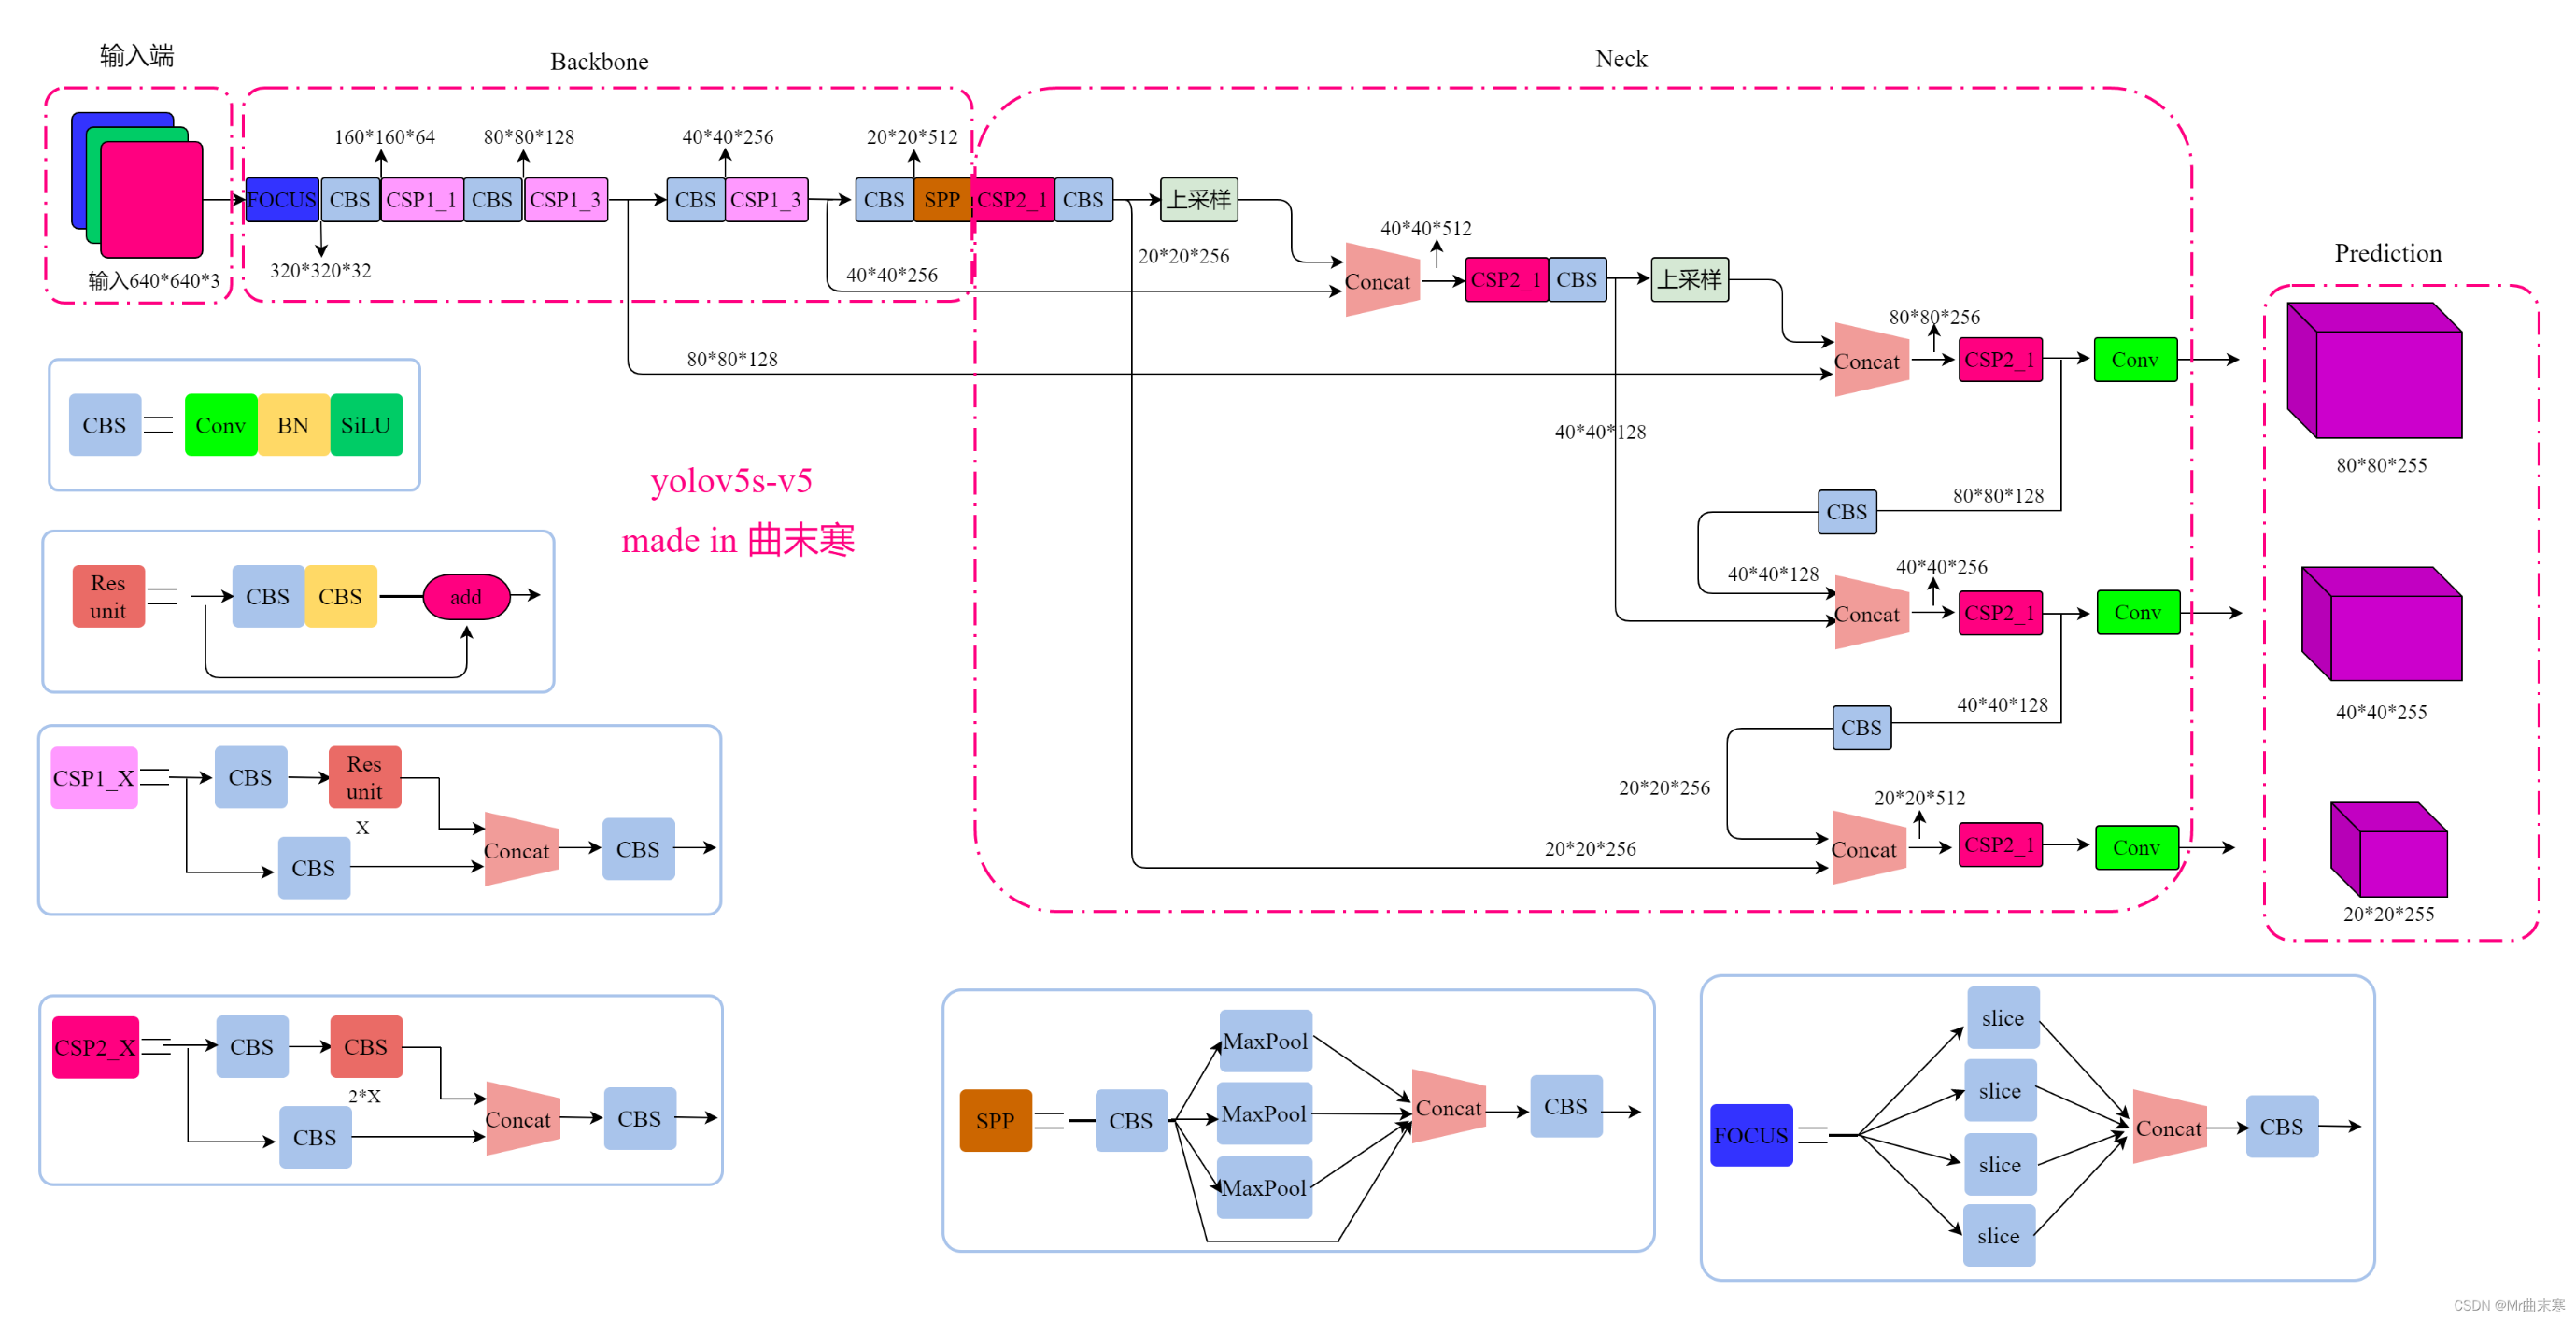 输入端
Backbone
Neck
160*160*64
80*80*128
40*40*256
20*20*512
FOCUS
CBS
CSP1_1
CBS
CSP1_3
CBS
CSP1_3
CBS
SPP
CSP2_1
CBS
上采样
输入640*640*3
320*320*32
40*40*256
20*20*256
40*40*512
Concat
CSP2_1
CBS
上采样
Prediction
80*80*128
80*80*256
Concat
CSP2_1
Conv
40*40*128
80*80*255
CBS
80*80*128
40*40*128
40*40*256
Concat
CSP2_1
Conv
40*40*255
CBS
40*40*128
20*20*256
20*20*512
20*20*256
Concat
CSP2_1
Conv
20*20*255
CBS
Conv
BN
SiLU
yolov5s-v5
made in 曲末寒
Res
unit
CBS
CBS
add
CSP1_X
CBS
Res
unit
X
CBS
Concat
CBS
CSP2_X
CBS
CBS
2*X
CBS
Concat
CBS
SPP
CBS
MaxPool
MaxPool
MaxPool
Concat
CBS
FOCUS
slice
slice
slice
slice
Concat
CBS
CSDN @Mr曲末寒